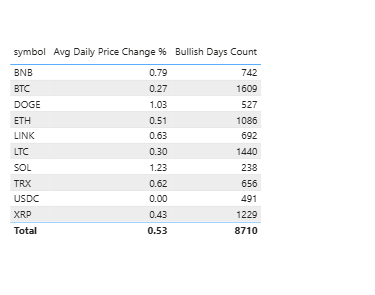 symbol Avg Daily Price Change % Bullish Days Count
BNB 0.79 742
BTC 0.27 1609
DOGE 1.03 527
ETH 0.51 1086
LINK 0.63 692
LTC 0.30 1440
SOL 1.23 238
TRX 0.62 656
USDC 0.00 491
XRP 0.43 1229
Total 0.53 8710